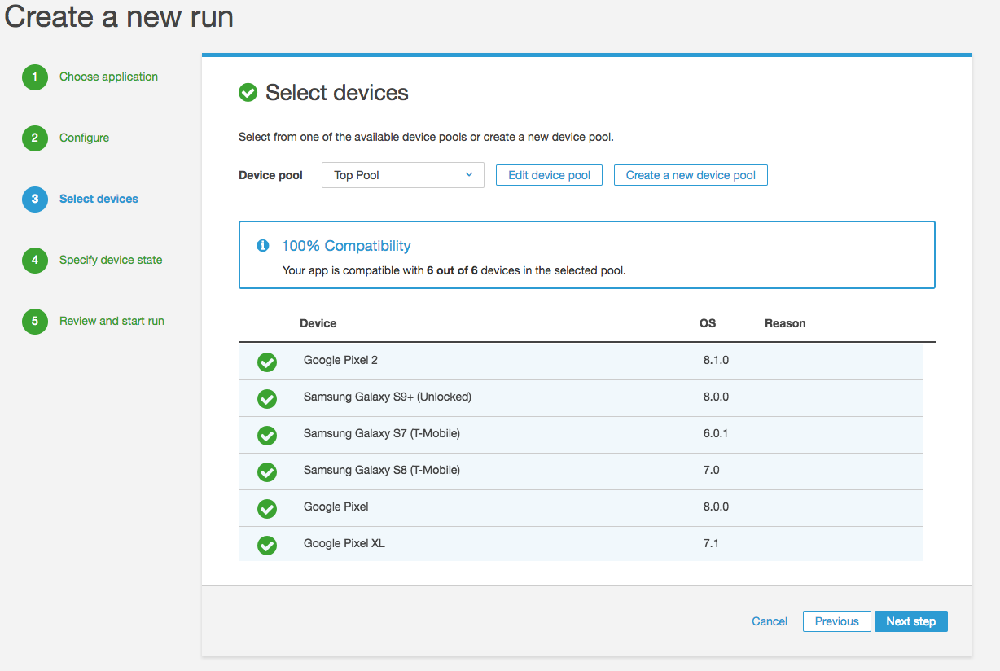 Create a new run
1 Choose application
2 Configure
3 Select devices
4 Specify device state
5 Review and start run
Select devices
Select from one of the available device pools or create a new device pool.
Device pool Top Pool Edit device pool Create a new device pool
100% Compatibility
Your app is compatible with 6 out of 6 devices in the selected pool.
Device OS Reason
Google Pixel 2 8.1.0
Samsung Galaxy S9+ (Unlocked) 8.0.0
Samsung Galaxy S7 (T-Mobile) 6.0.1
Samsung Galaxy S8 (T-Mobile) 7.0
Google Pixel 8.0.0
Google Pixel XL 7.1
Cancel Previous Next step